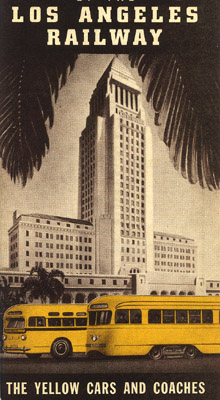 LOS ANGELES
RAILWAY
THE YELLOW CARS AND COACHES